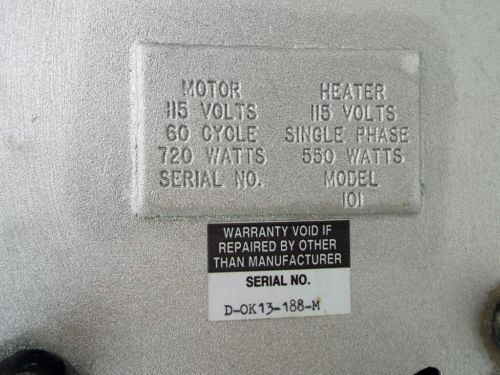 MOTOR
115 VOLTS
60 CYCLE
720 WATTS
SERIAL NO.
HEATER
115 VOLTS
SINGLE PHASE
550 WATTS
MODEL
101
WARRANTY VOID IF
REPAIRED BY OTHER
THAN MANUFACTURER
SERIAL NO.
D-OK13-188-M